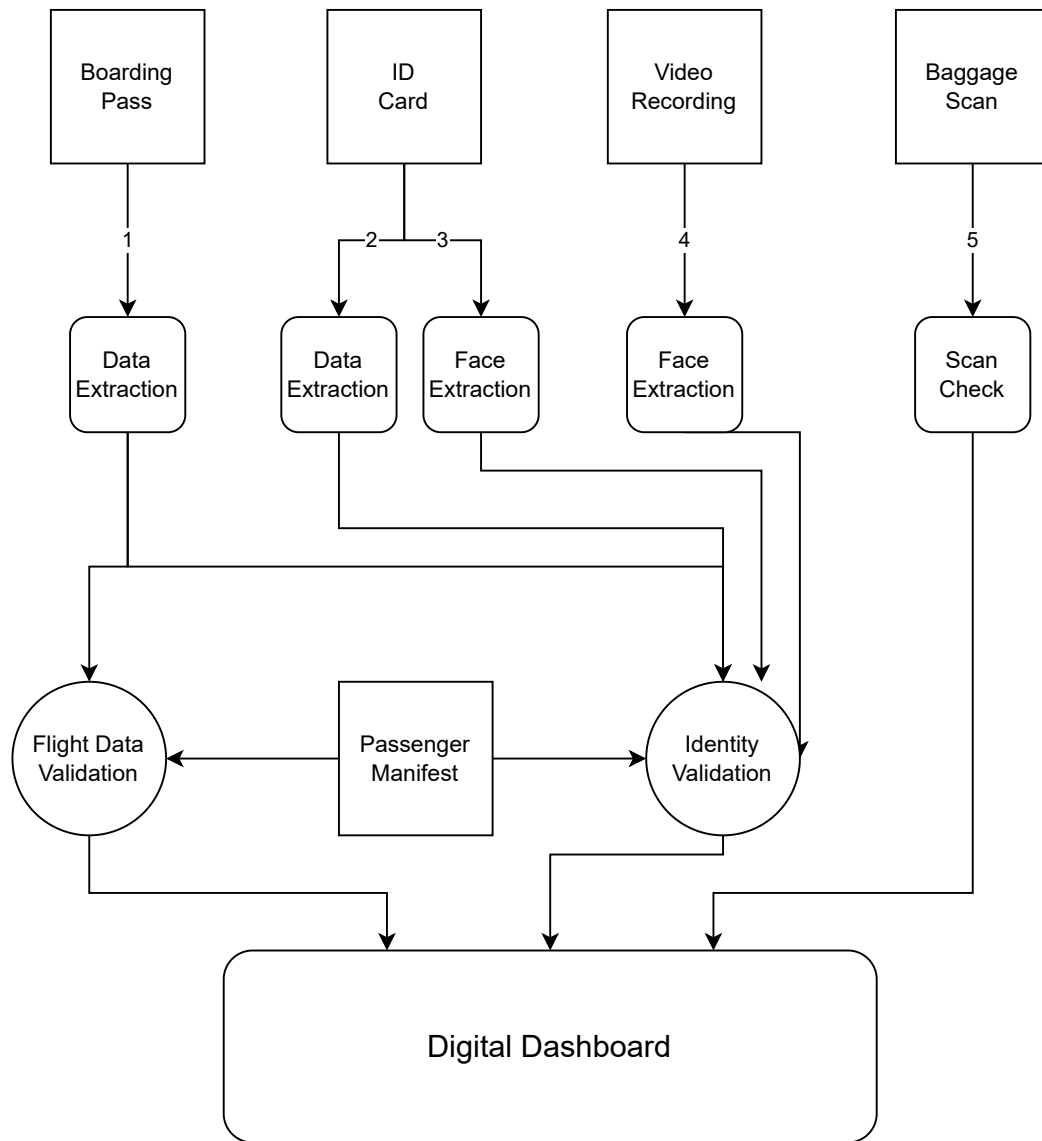 Boarding
Pass
ID
Card
Video
Recording
Baggage
Scan
1
2
3
4
5
Data
Extraction
Data
Extraction
Face
Extraction
Face
Extraction
Scan
Check
Flight Data
Validation
Passenger
Manifest
Identity
Validation
Digital Dashboard